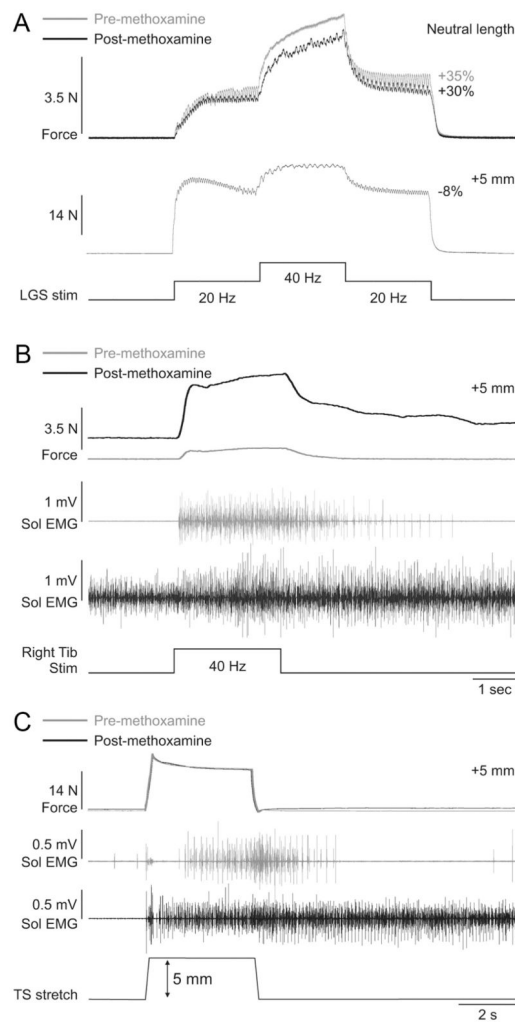 A
Pre-methoxamine
Post-methoxamine
Neutral length
3.5 N
Force
+35%
+30%
+5 mm
14 N
-8%
LGS stim
20 Hz
40 Hz
20 Hz
B
Pre-methoxamine
Post-methoxamine
+5 mm
3.5 N
Force
1 mV
Sol EMG
1 mV
Sol EMG
Right Tib
Stim
40 Hz
1 sec
C
Pre-methoxamine
Post-methoxamine
+5 mm
14 N
Force
0.5 mV
Sol EMG
0.5 mV
Sol EMG
5 mm
TS stretch
2 s